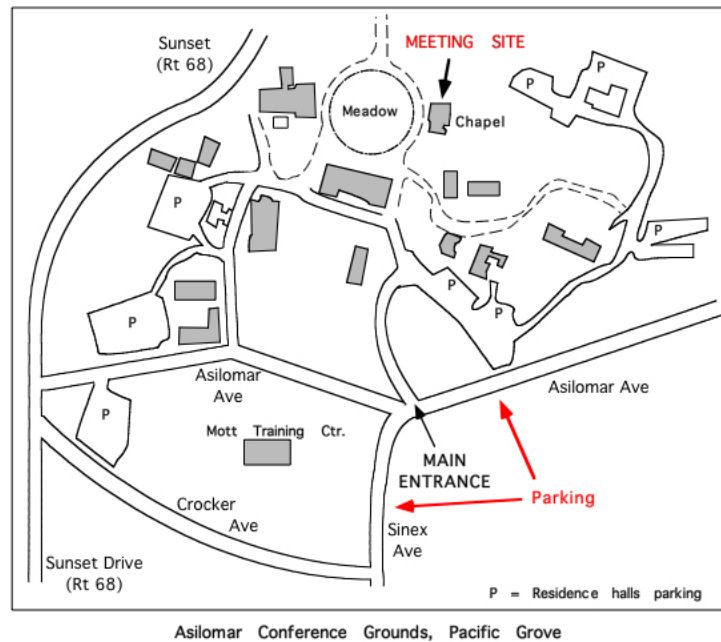 Sunset
(Rt 68)
MEETING SITE
P
P
Meadow
Chapel
P
P
P
P
P
P
Asilomar
Ave
Asilomar Ave
P
Mott Training Ctr.
MAIN
ENTRANCE
Parking
Crocker
Ave
Sinex
Ave
Sunset Drive
(Rt 68)
P = Residence halls parking
Asilomar Conference Grounds, Pacific Grove